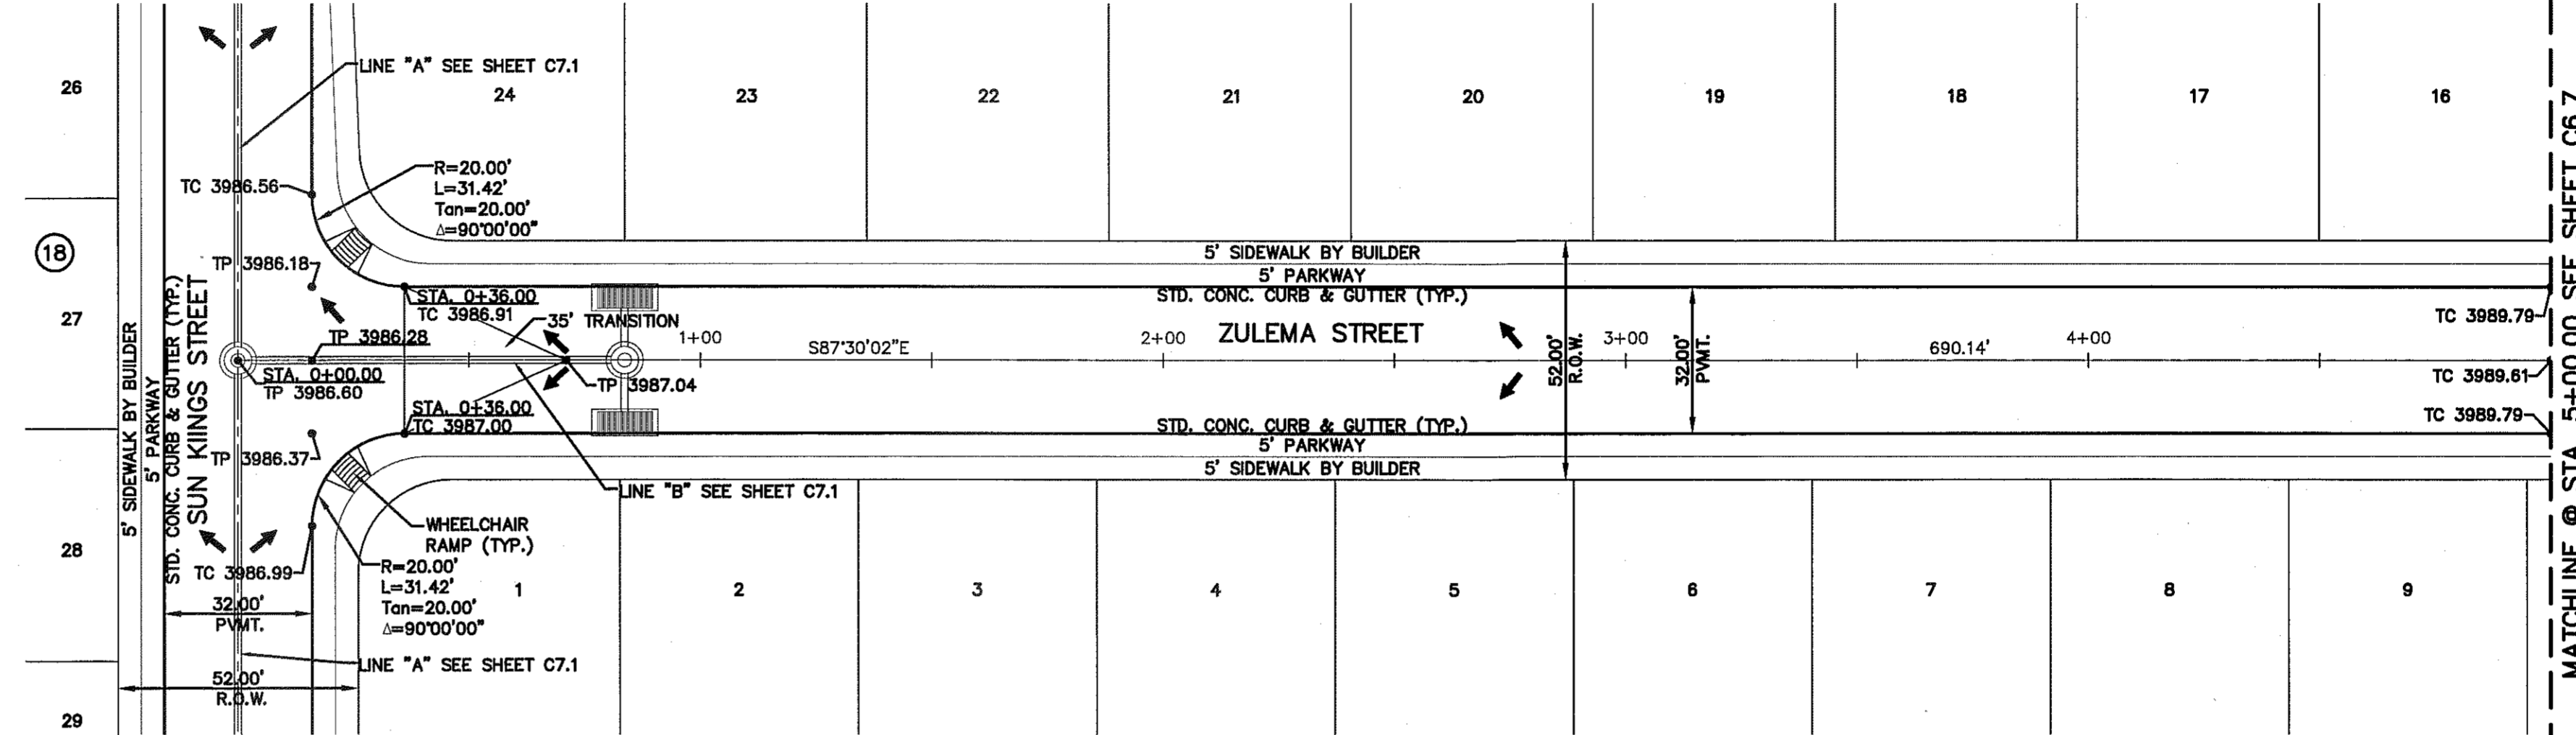 LINE "A" SEE SHEET C7.1
26
24
23
22
21
20
19
18
17
16
R=20.00'
L=31.42'
Tan=20.00'
Δ=90°00'00"
TC 3986.56
18
TP 3986.18
5' SIDEWALK BY BUILDER
5' PARKWAY
STD. CONC. CURB & GUTTER (TYP.)
STA. 0+36.00
TC 3986.91
27
35' TRANSITION
TP 3986.28
1+00
S87°30'02"E
2+00
ZULEMA STREET
3+00
690.14'
4+00
TC 3989.79
52.00'
R.O.W.
32.00'
PVMT.
STA. 0+00.00
TP 3986.60
TP 3987.04
TC 3989.61
STA. 0+36.00
TC 3987.00
TC 3989.79
STD. CONC. CURB & GUTTER (TYP.)
5' PARKWAY
5' SIDEWALK BY BUILDER
TP 3986.37
LINE "B" SEE SHEET C7.1
5' SIDEWALK BY BUILDER
5' PARKWAY
STD. CONC. CURB & GUTTER (TYP.)
SUN KIINGS STREET
WHEELCHAIR
RAMP (TYP.)
28
TC 3986.99
R=20.00'
L=31.42'
Tan=20.00'
Δ=90°00'00"
1
2
3
4
5
6
7
8
9
32.00'
PVMT.
LINE "A" SEE SHEET C7.1
52.00'
R.O.W.
29
MATCHLINE @ STA. 5+00.00 SEE SHEET C6.7